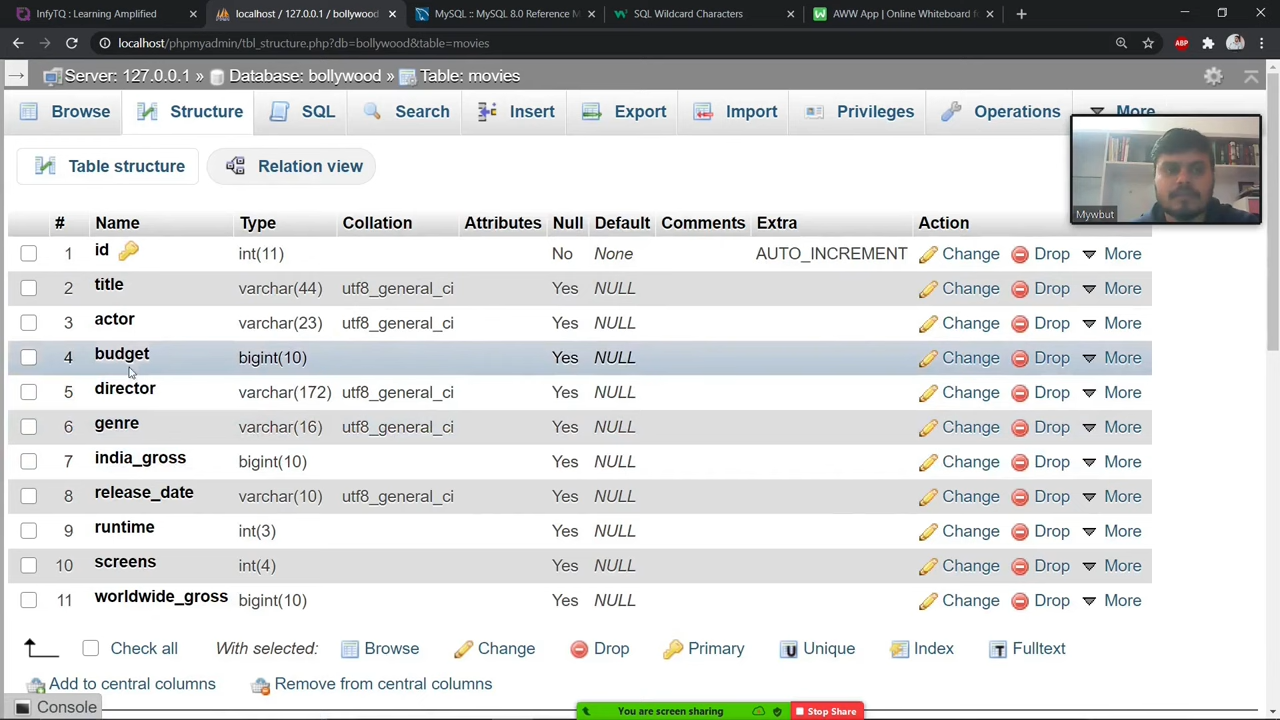 InfyTQ : Learning Amplified
localhost / 127.0.0.1 / bollywood
MySQL :: MySQL 8.0 Reference M
SQL Wildcard Characters
AWW App | Online Whiteboard f
localhost/phpmyadmin/tbl_structure.php?db=bollywood&table=movies
ABP
Server: 127.0.0.1 » Database: bollywood » Table: movies
Browse Structure SQL Search Insert Export Import Privileges Operations More
Table structure Relation view
Mywbut
# Name Type Collation Attributes Null Default Comments Extra Action
1 id int(11) No None AUTO_INCREMENT Change Drop More
2 title varchar(44) utf8_general_ci Yes NULL Change Drop More
3 actor varchar(23) utf8_general_ci Yes NULL Change Drop More
4 budget bigint(10) Yes NULL Change Drop More
5 director varchar(172) utf8_general_ci Yes NULL Change Drop More
6 genre varchar(16) utf8_general_ci Yes NULL Change Drop More
7 india_gross bigint(10) Yes NULL Change Drop More
8 release_date varchar(10) utf8_general_ci Yes NULL Change Drop More
9 runtime int(3) Yes NULL Change Drop More
10 screens int(4) Yes NULL Change Drop More
11 worldwide_gross bigint(10) Yes NULL Change Drop More
Check all With selected: Browse Change Drop Primary Unique Index Fulltext
Add to central columns Remove from central columns
Console
You are screen sharing Stop Share